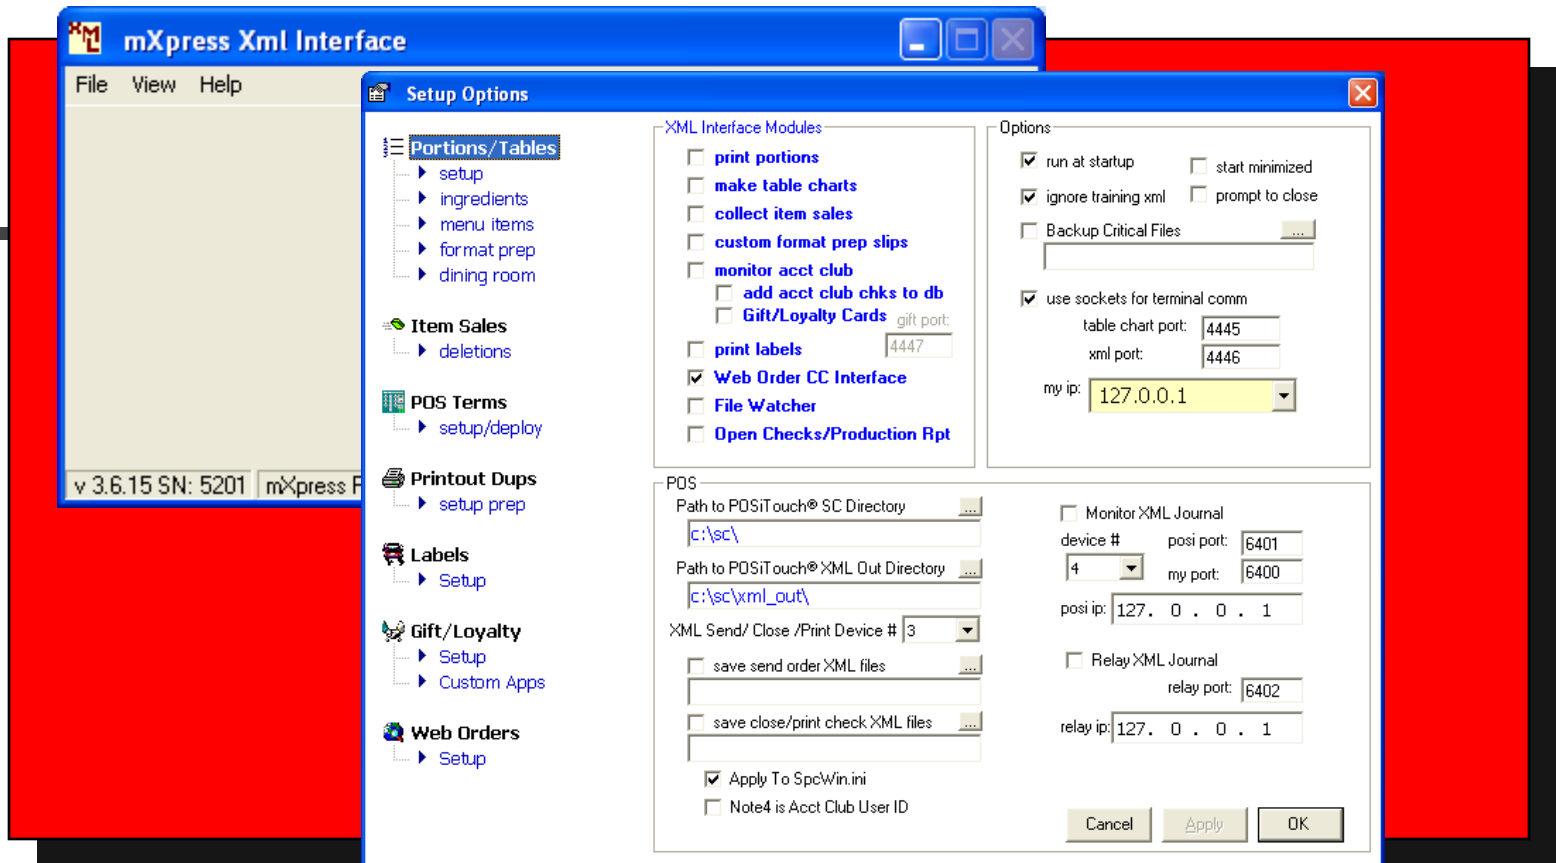 XML
mXpress Xml Interface
File View Help
Setup Options
Portions/Tables
setup
ingredients
menu items
format prep
dining room
Item Sales
deletions
POS Terms
setup/deploy
Printout Dups
setup prep
Labels
Setup
Gift/Loyalty
Setup
Custom Apps
Web Orders
Setup
XML Interface Modules
print portions
make table charts
collect item sales
custom format prep slips
monitor acct club
add acct club chks to db
Gift/Loyalty Cards gift port:
print labels 4447
Web Order CC Interface
File Watcher
Open Checks/Production Rpt
Options
run at startup start minimized
ignore training xml prompt to close
Backup Critical Files ...
use sockets for terminal comm
table chart port: 4445
xml port: 4446
my ip: 127.0.0.1
POS
Path to POSiTouch® SC Directory ...
c:\sc\
Path to POSiTouch® XML Out Directory ...
c:\sc\xml_out\
XML Send/ Close /Print Device # 3
save send order XML files ...
save close/print check XML files ...
Apply To SpcWin.ini
Note4 is Acct Club User ID
Monitor XML Journal
device # posi port: 6401
4 my port: 6400
posi ip: 127. 0 . 0 . 1
Relay XML Journal
relay port: 6402
relay ip: 127. 0 . 0 . 1
Cancel Apply OK
v 3.6.15 SN: 5201 mXpress